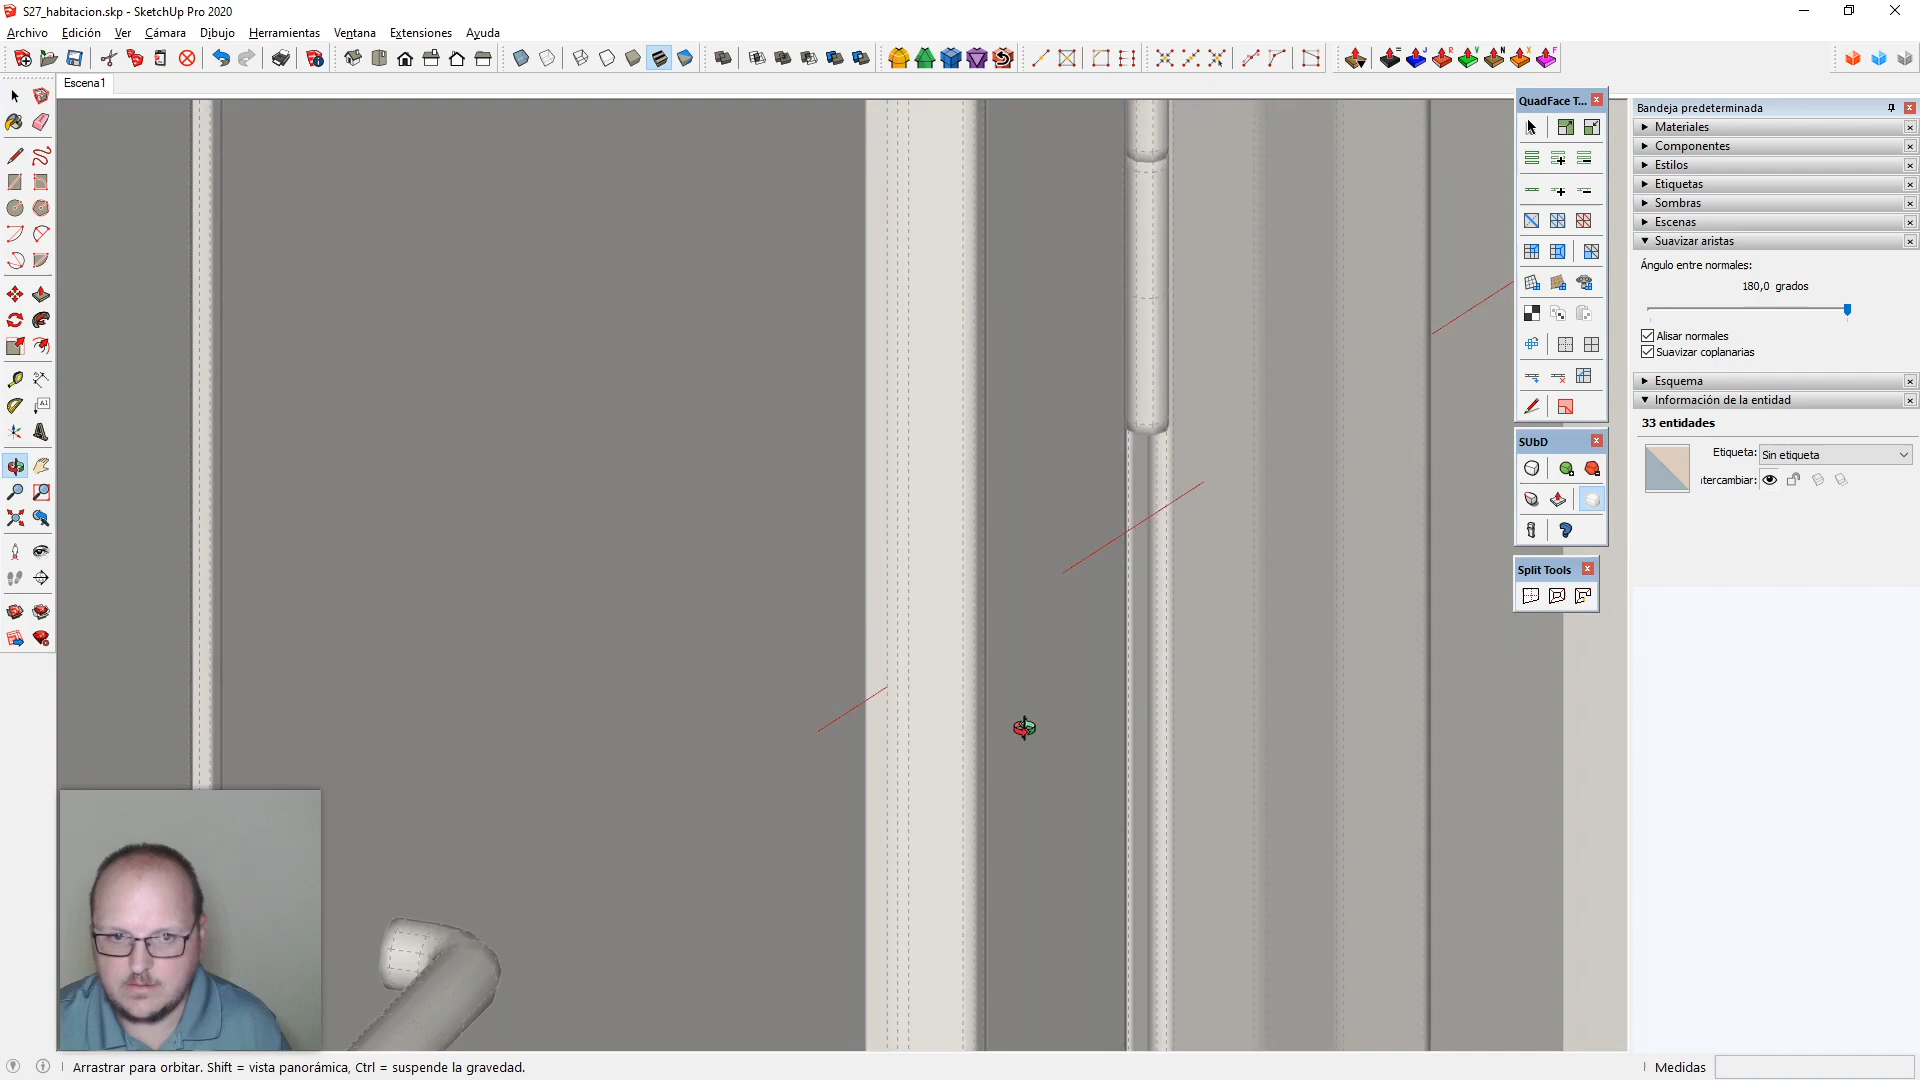 S27_habitacion.skp - SketchUp Pro 2020
Archivo Edición Ver Cámara Dibujo Herramientas Ventana Extensiones Ayuda
Escena1
QuadFace T...
SUbD
Split Tools
Bandeja predeterminada
Materiales
Componentes
Estilos
Etiquetas
Sombras
Escenas
Suavizar aristas
Ángulo entre normales:
180,0 grados
Alisar normales
Suavizar coplanarias
Esquema
Información de la entidad
33 entidades
Etiqueta: Sin etiqueta
ıtercambiar:
Arrastrar para orbitar. Shift = vista panorámica, Ctrl = suspende la gravedad.
Medidas